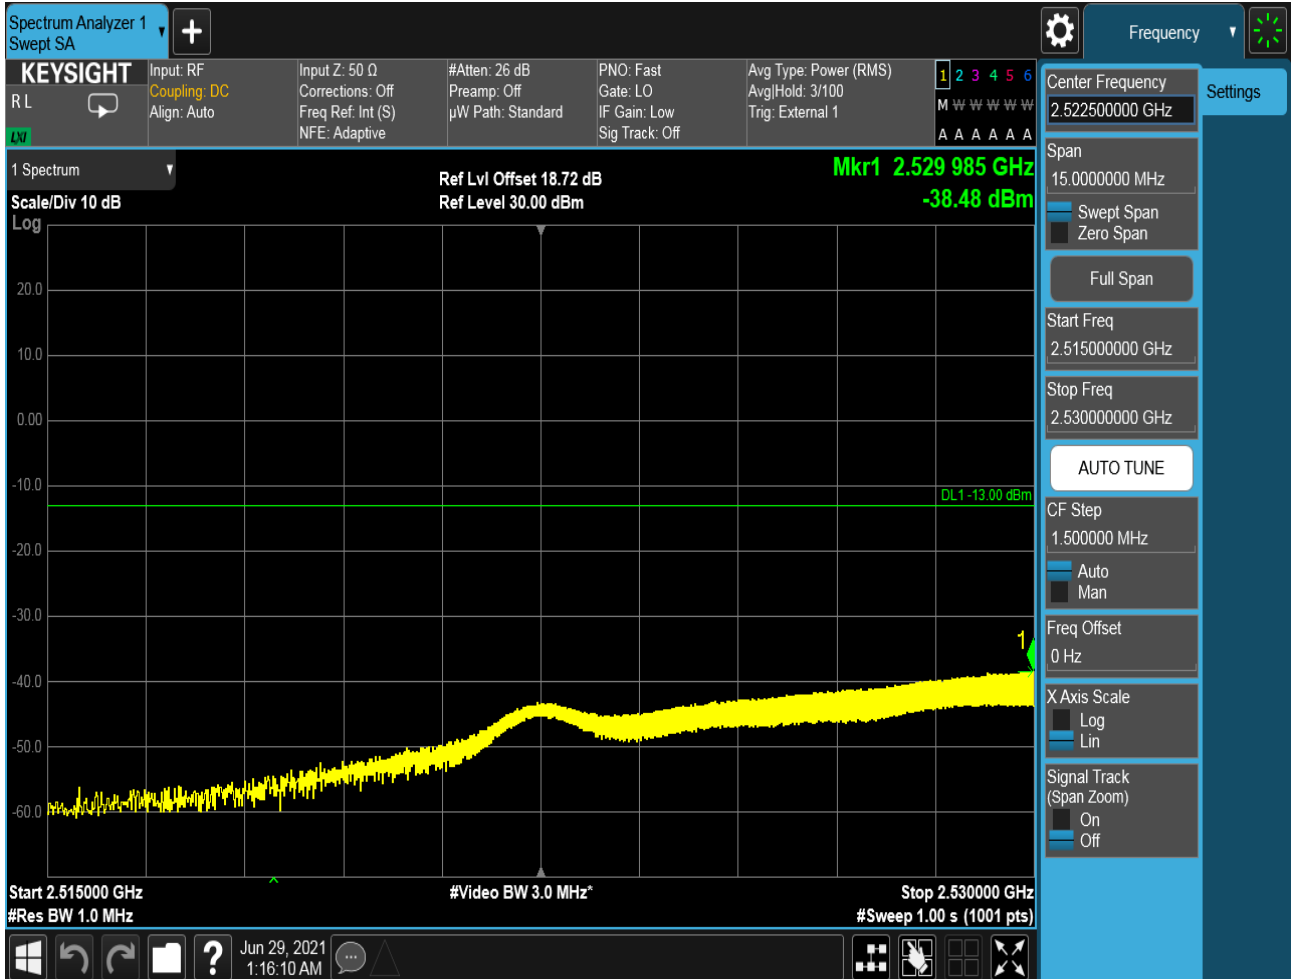 Spectrum Analyzer 1
Swept SA
Frequency
KEYSIGHT
R L
LXI
Input: RF
Coupling: DC
Align: Auto
Input Z: 50 Ω
Corrections: Off
Freq Ref: Int (S)
NFE: Adaptive
#Atten: 26 dB
Preamp: Off
µW Path: Standard
PNO: Fast
Gate: LO
IF Gain: Low
Sig Track: Off
Avg Type: Power (RMS)
Avg|Hold: 3/100
Trig: External 1
1 2 3 4 5 6
M W W W W W
A A A A A A
1 Spectrum
Scale/Div 10 dB
Log
Ref Lvl Offset 18.72 dB
Ref Level 30.00 dBm
Mkr1 2.529 985 GHz
-38.48 dBm
20.0
10.0
0.00
-10.0
DL1 -13.00 dBm
-20.0
-30.0
1
-40.0
-50.0
-60.0
Start 2.515000 GHz
#Res BW 1.0 MHz
#Video BW 3.0 MHz*
Stop 2.530000 GHz
#Sweep 1.00 s (1001 pts)
Center Frequency
2.522500000 GHz
Settings
Span
15.0000000 MHz
Swept Span
Zero Span
Full Span
Start Freq
2.515000000 GHz
Stop Freq
2.530000000 GHz
AUTO TUNE
CF Step
1.500000 MHz
Auto
Man
Freq Offset
0 Hz
X Axis Scale
Log
Lin
Signal Track
(Span Zoom)
On
Off
?
Jun 29, 2021
1:16:10 AM